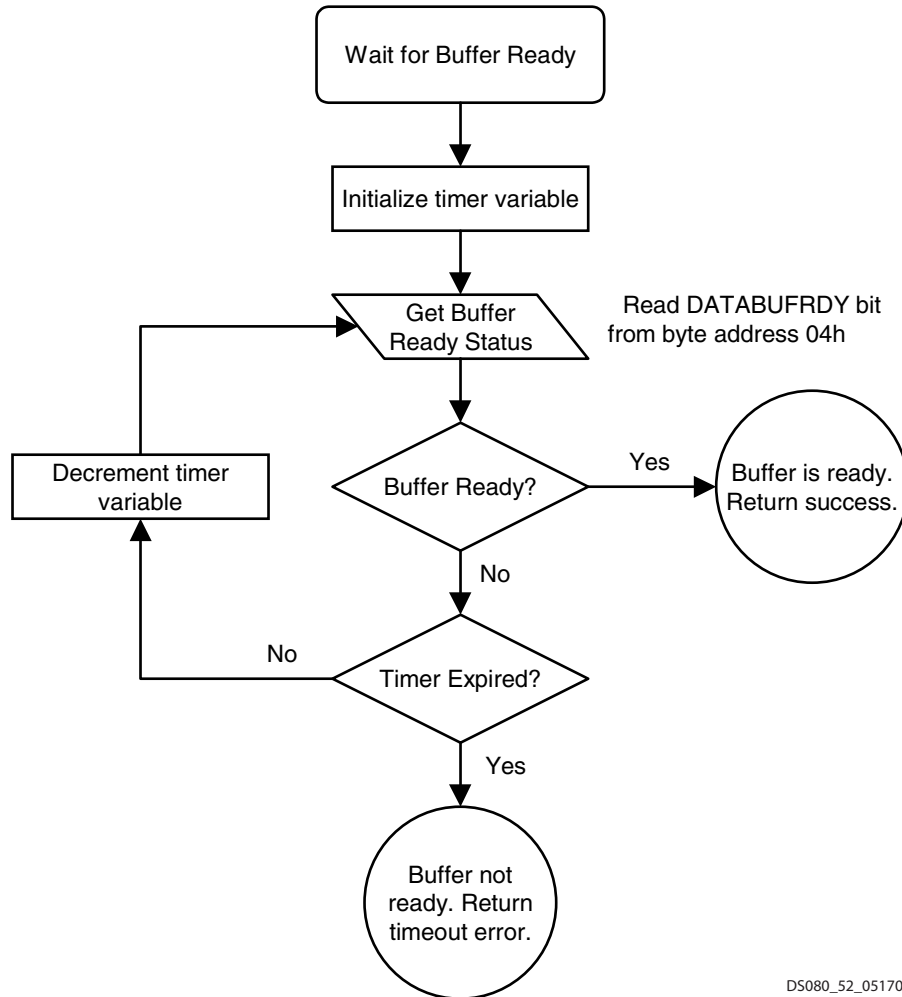 Wait for Buffer Ready
Initialize timer variable
Get Buffer
Ready Status
Read DATABUFRDY bit
from byte address 04h
Decrement timer
variable
Buffer Ready?
Yes
Buffer is ready.
Return success.
No
No
Timer Expired?
Yes
Buffer not
ready. Return
timeout error.
DS080_52_05170